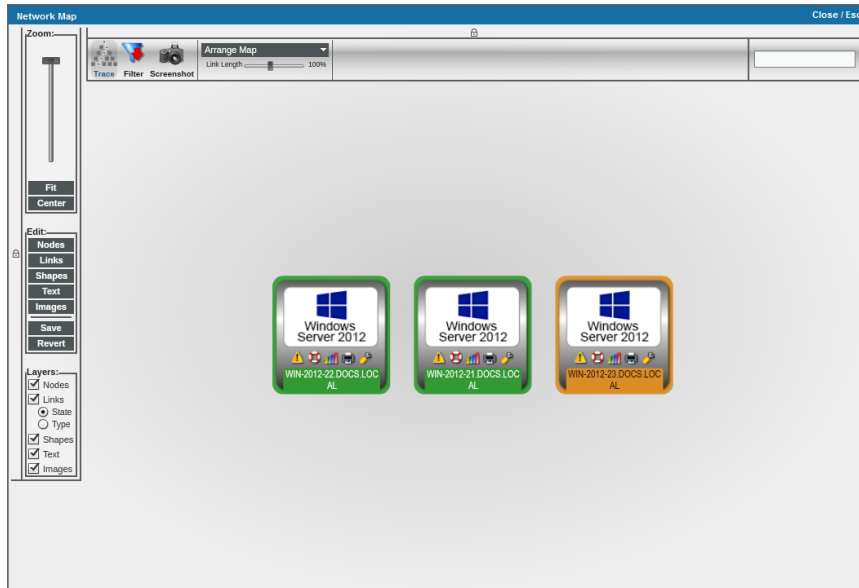 Network Map
Close / Esc
Zoom:
Fit
Center
Edit:
Nodes
Links
Shapes
Text
Images
Save
Revert
Layers:
Nodes
Links
State
Type
Shapes
Text
Images
Trace
Filter
Screenshot
Arrange Map
Link Length
100%
Windows
Server 2012
WIN-2012-22.DOCS.LOC
AL
Windows
Server 2012
WIN-2012-21.DOCS.LOC
AL
Windows
Server 2012
WIN-2012-23.DOCS.LOC
AL